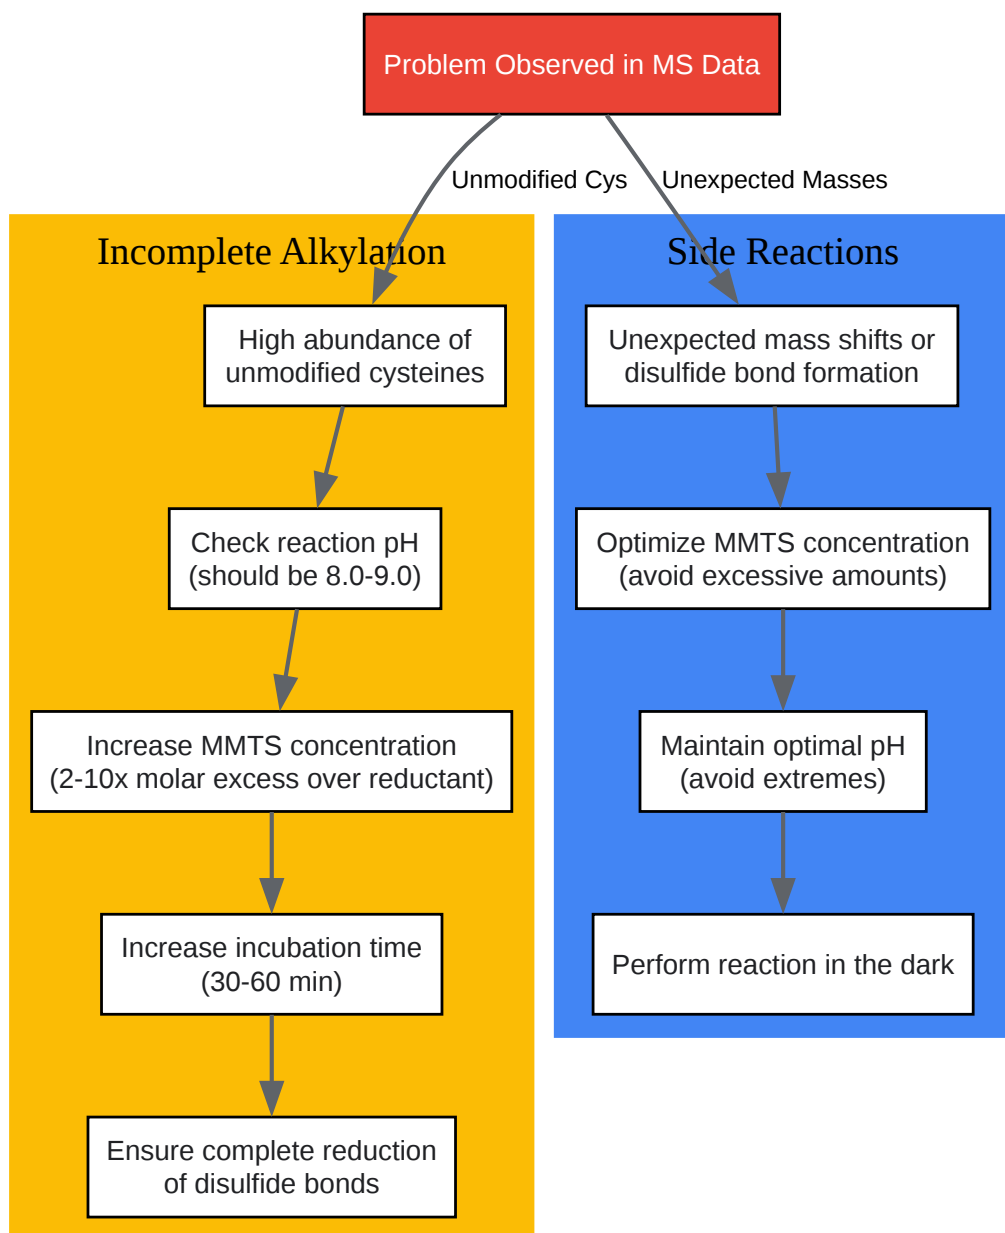 Problem Observed in MS Data
Unmodified Cys
Unexpected Masses
Incomplete Alkylation
High abundance of
unmodified cysteines
Check reaction pH
(should be 8.0-9.0)
Increase MMTS concentration
(2-10x molar excess over reductant)
Increase incubation time
(30-60 min)
Ensure complete reduction
of disulfide bonds
Side Reactions
Unexpected mass shifts or
disulfide bond formation
Optimize MMTS concentration
(avoid excessive amounts)
Maintain optimal pH
(avoid extremes)
Perform reaction in the dark